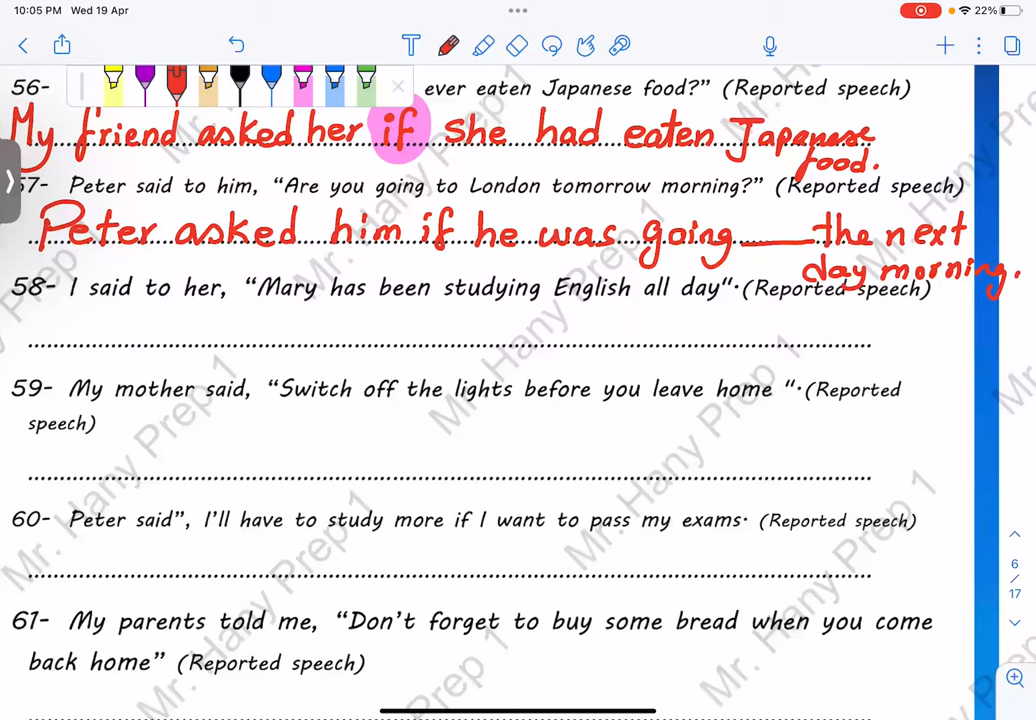 10:05 PM Wed 19 Apr
22%
56- ever eaten Japanese food?” (Reported speech)
My friend asked her if she had eaten Japanese
food.
57- Peter said to him, “Are you going to London tomorrow morning?” (Reported speech)
Peter asked him if he was going ____ the next
day morning.
58- I said to her, “Mary has been studying English all day“. (Reported speech)
59- My mother said, “Switch off the lights before you leave home “. (Reported
speech)
60- Peter said”, I’ll have to study more if I want to pass my exams. (Reported speech)
61- My parents told me, “Don’t forget to buy some bread when you come
back home” (Reported speech)
6
/
17
Mr. Hany Prep 1